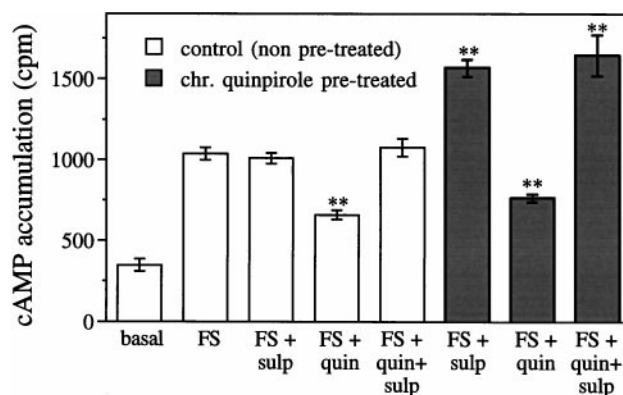 cAMP accumulation (cpm)
control (non pre-treated)
chr. quinpirole pre-treated
1500
1000
500
0
**
**
**
**
basal
FS
FS +
sulp
FS +
quin
FS +
quin+
sulp
FS +
sulp
FS +
quin
FS +
quin+
sulp